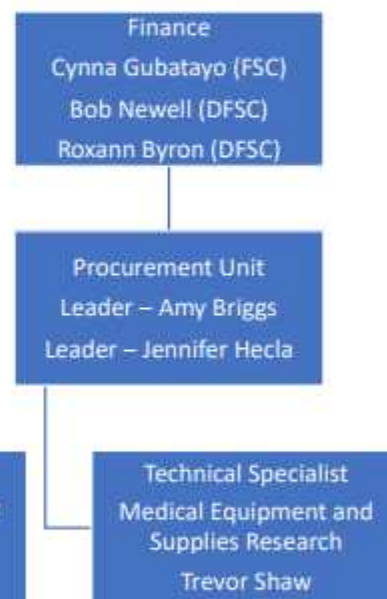 Finance
Cynna Gubatayo (FSC)
Bob Newell (DFSC)
Roxann Byron (DFSC)
Procurement Unit
Leader – Amy Briggs
Leader – Jennifer Hecla
Technical Specialist
Medical Equipment and
Supplies Research
Trevor Shaw